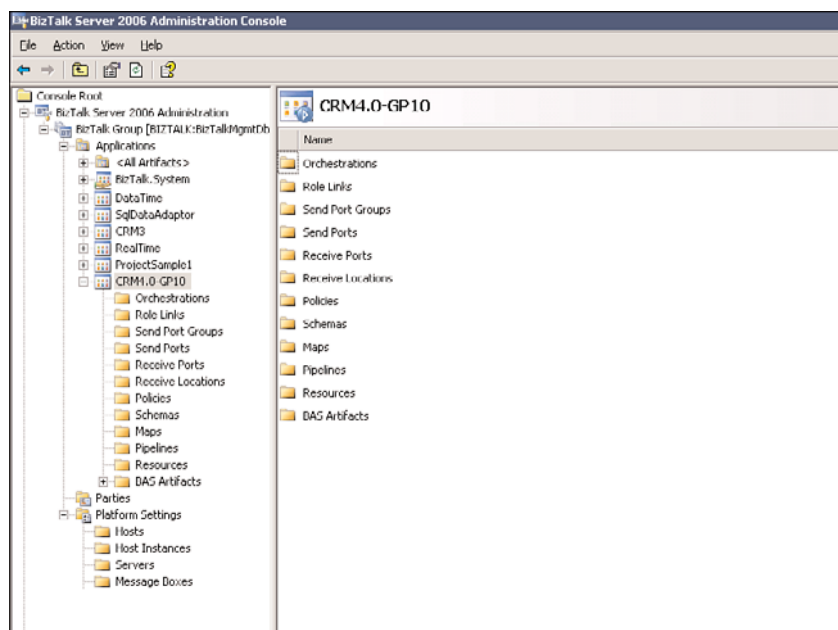 BizTalk Server 2006 Administration Console
File Action View Help
Console Root
BizTalk Server 2006 Administration
BizTalk Group [BIZTALK:BizTalkMgmtDb
Applications
<All Artifacts>
BizTalk.System
DataTime
SqlDataAdaptor
CRM3
RealTime
ProjectSample1
CRM4.0-GP10
Orchestrations
Role Links
Send Port Groups
Send Ports
Receive Ports
Receive Locations
Policies
Schemas
Maps
Pipelines
Resources
BAS Artifacts
Parties
Platform Settings
Hosts
Host Instances
Servers
Message Boxes
CRM4.0-GP10
Name
Orchestrations
Role Links
Send Port Groups
Send Ports
Receive Ports
Receive Locations
Policies
Schemas
Maps
Pipelines
Resources
BAS Artifacts